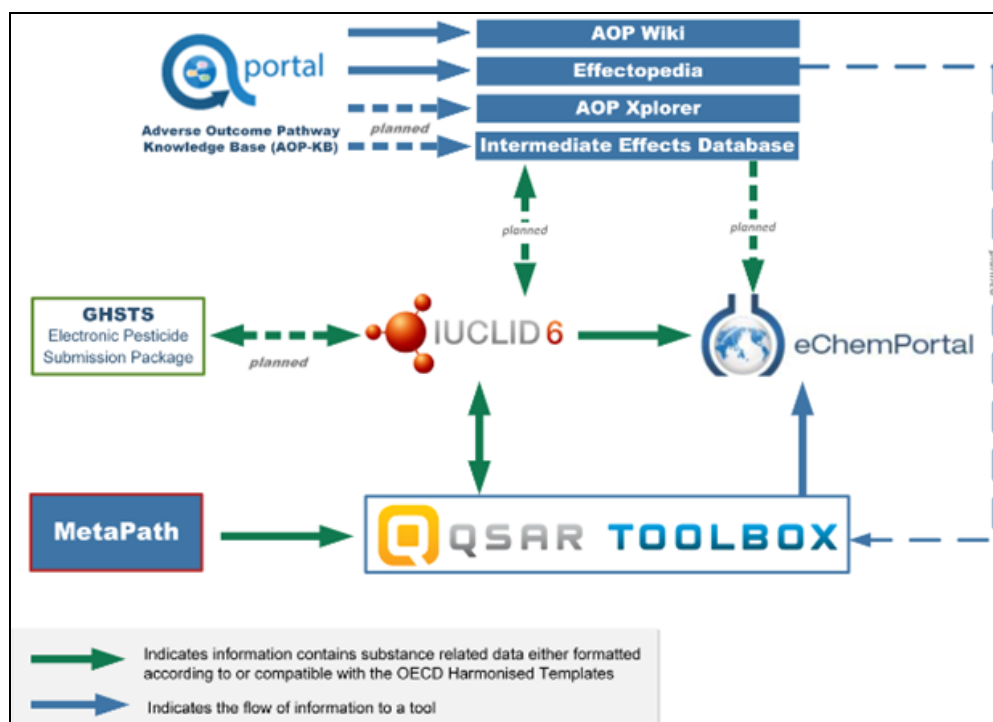 portal
Adverse Outcome Pathway
Knowledge Base (AOP-KB)
planned
AOP Wiki
Effectopedia
AOP Xplorer
Intermediate Effects Database
planned
planned
GHSTS
Electronic Pesticide
Submission Package
planned
IUCLID 6
eChemPortal
MetaPath
QSAR TOOLBOX
Indicates information contains substance related data either formatted
according to or compatible with the OECD Harmonised Templates
Indicates the flow of information to a tool